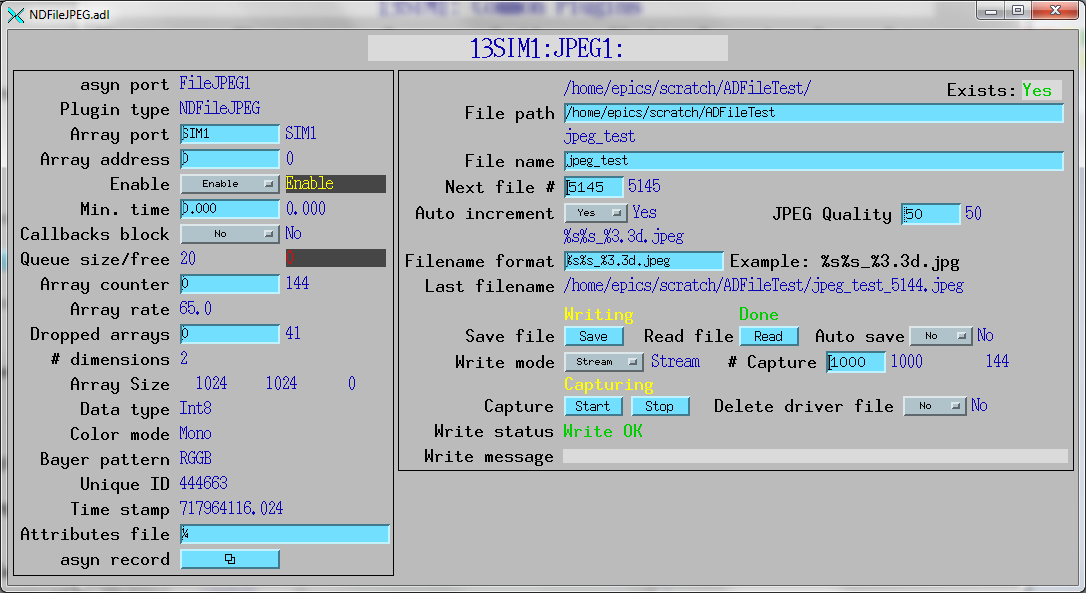 NDFileJPEG.adl
13SIM1:JPEG1:
asyn port FileJPEG1
Plugin type NDFileJPEG
Array port SIM1 SIM1
Array address 0 0
Enable Enable Enable
Min. time 0.000 0.000
Callbacks block No No
Queue size/free 20 0
Array counter 0 144
Array rate 65.0
Dropped arrays 0 41
# dimensions 2
Array Size 1024 1024 0
Data type Int8
Color mode Mono
Bayer pattern RGGB
Unique ID 444663
Time stamp 717964116.024
Attributes file
asyn record
/home/epics/scratch/ADFileTest/ Exists: Yes
File path /home/epics/scratch/ADFileTest
jpeg_test
File name jpeg_test
Next file # 5145 5145
Auto increment Yes Yes JPEG Quality 50 50
%s%s_%3.3d.jpeg
Filename format %s%s_%3.3d.jpeg Example: %s%s_%3.3d.jpg
Last filename /home/epics/scratch/ADFileTest/jpeg_test_5144.jpeg
Writing Done
Save file Save Read file Read Auto save No No
Write mode Stream Stream # Capture 1000 1000 144
Capturing
Capture Start Stop Delete driver file No No
Write status Write OK
Write message